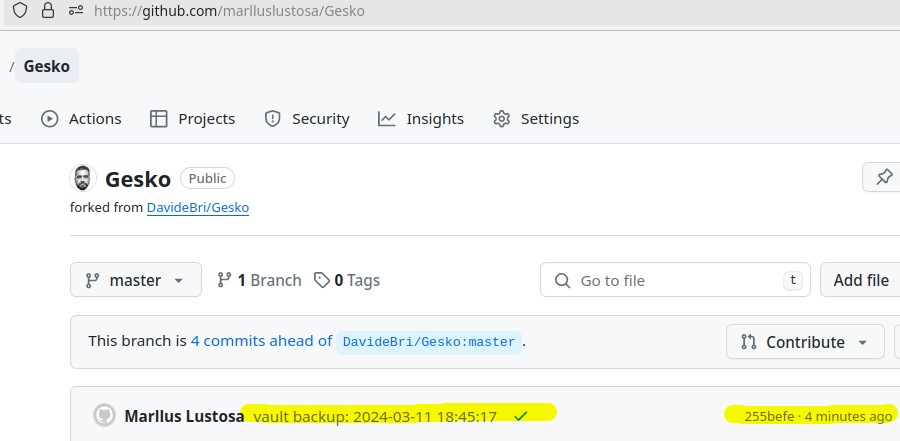 https://github.com/marlluslustosa/Gesko
/ Gesko
ts Actions Projects Security Insights Settings
Gesko Public
forked from DavideBri/Gesko
master 1 Branch 0 Tags Go to file t Add file
This branch is 4 commits ahead of DavideBri/Gesko:master . Contribute
Marllus Lustosa vault backup: 2024-03-11 18:45:17 255befe · 4 minutes ago